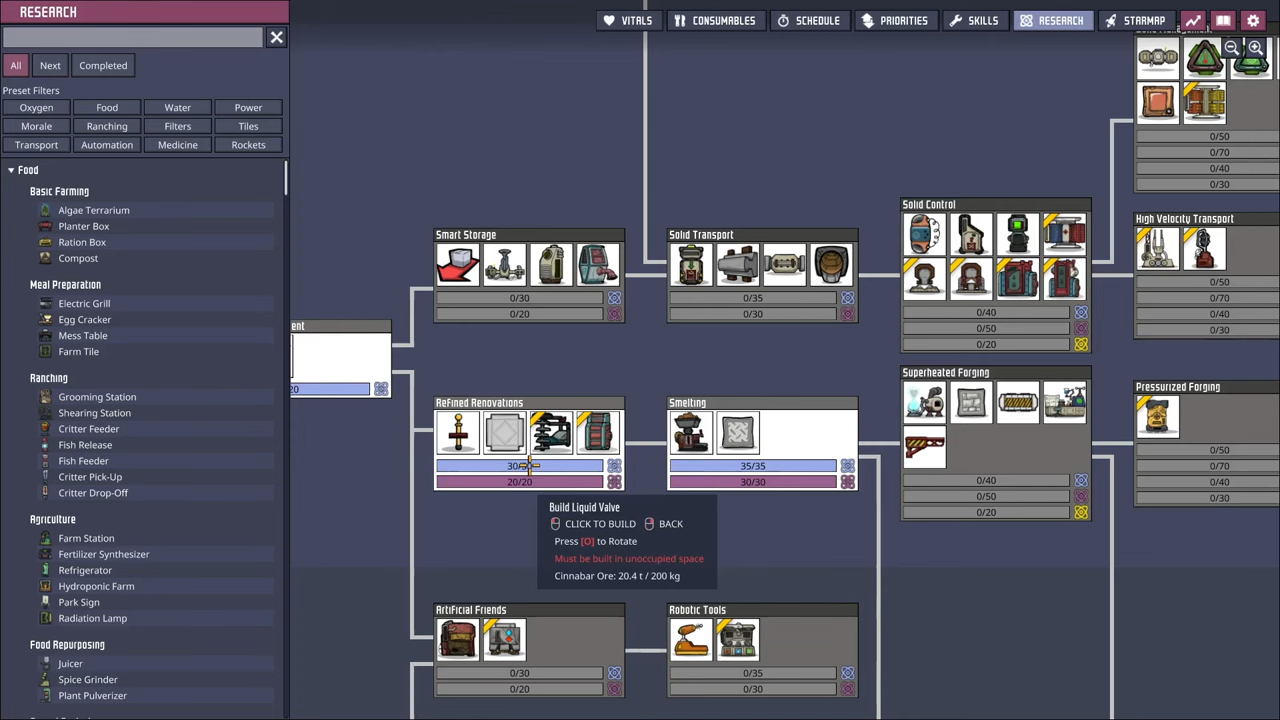 RESEARCH
VITALS
CONSUMABLES
SCHEDULE
PRIORITIES
SKILLS
RESEARCH
STARMAP
All
Next
Completed
Preset Filters
Oxygen
Food
Water
Power
Morale
Ranching
Filters
Tiles
Transport
Automation
Medicine
Rockets
Food
Basic Farming
Algae Terrarium
Planter Box
Ration Box
Compost
Meal Preparation
Electric Grill
Egg Cracker
Mess Table
Farm Tile
Ranching
Grooming Station
Shearing Station
Critter Feeder
Fish Release
Fish Feeder
Critter Pick-Up
Critter Drop-Off
Agriculture
Farm Station
Fertilizer Synthesizer
Refrigerator
Hydroponic Farm
Park Sign
Radiation Lamp
Food Repurposing
Juicer
Spice Grinder
Plant Pulverizer
ent
20
Smart Storage
0/30
0/20
Solid Transport
0/35
0/30
Solid Control
0/40
0/50
0/20
0/50
0/70
0/40
0/30
High Velocity Transport
0/50
0/70
0/40
0/30
Refined Renovations
30/
20/20
Smelting
35/35
30/30
Superheated Forging
0/40
0/50
0/20
Pressurized Forging
0/50
0/70
0/40
0/30
Build Liquid Valve
CLICK TO BUILD BACK
Press [O] to Rotate
Must be built in unoccupied space
Cinnabar Ore: 20.4 t / 200 kg
Artificial Friends
0/30
0/20
Robotic Tools
0/35
0/30